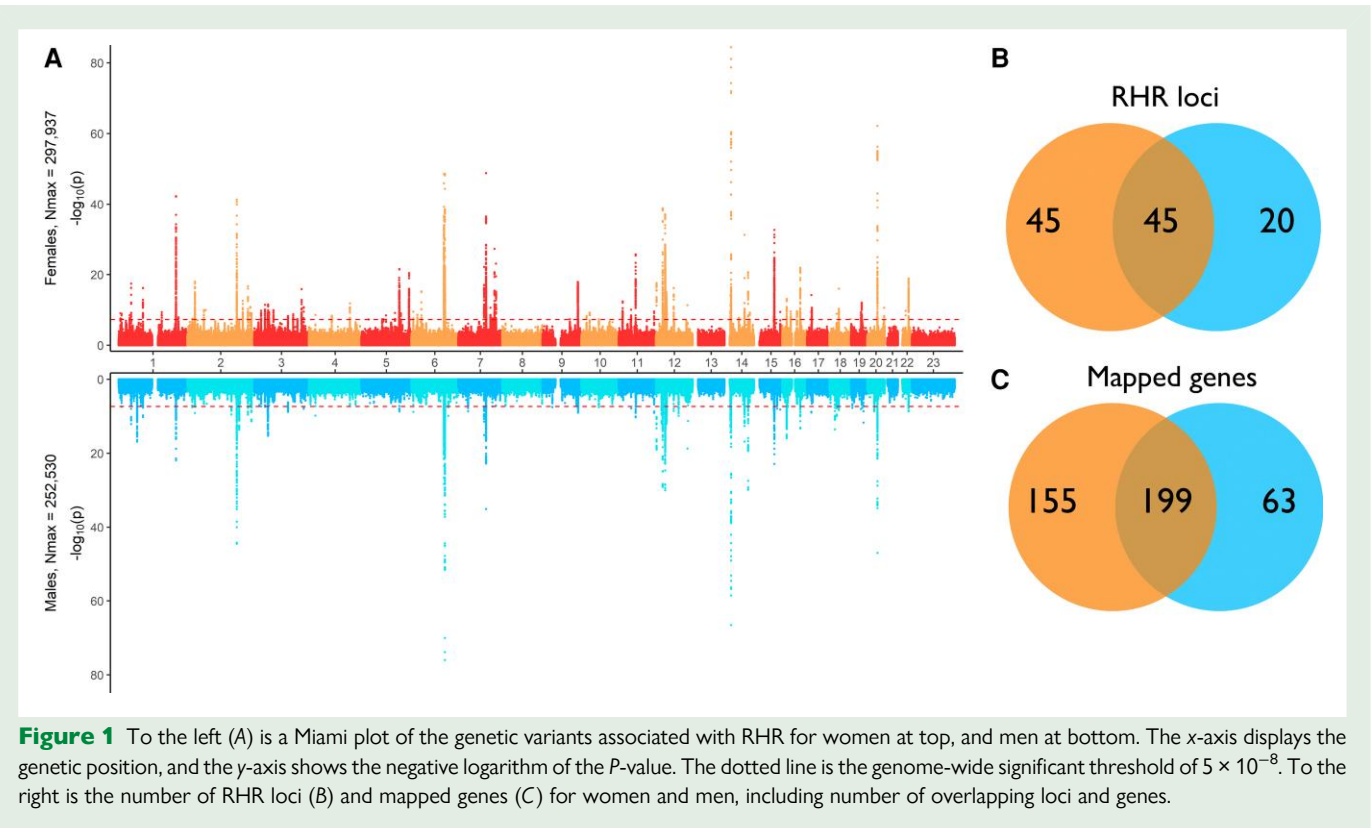 A
Females, Nmax = 297,937
-log10(p)
80
60
40
20
0
1 2 3 4 5 6 7 8 9 10 11 12 13 14 15 16 17 18 19 20 21 22 23
0
20
40
60
80
Males, Nmax = 252,530
-log10(p)
B
RHR loci
45 45 20
C
Mapped genes
155 199 63
Figure 1 To the left (A) is a Miami plot of the genetic variants associated with RHR for women at top, and men at bottom. The x-axis displays the
genetic position, and the y-axis shows the negative logarithm of the P-value. The dotted line is the genome-wide significant threshold of 5 × 10⁻⁸. To the
right is the number of RHR loci (B) and mapped genes (C) for women and men, including number of overlapping loci and genes.